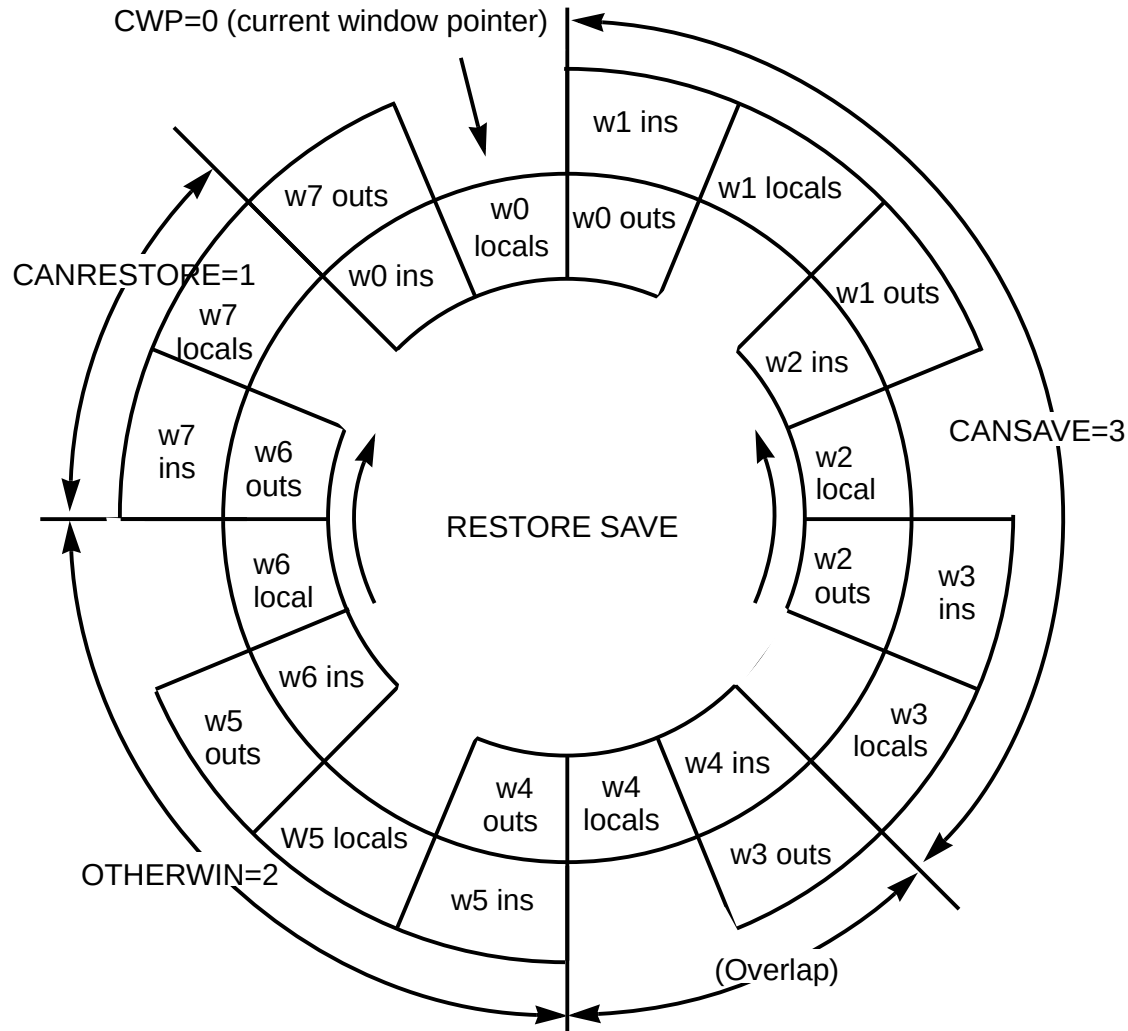 CWP=0 (current window pointer)
w1 ins
w1 locals
w7 outs
w0
locals
w0 outs
CANRESTORE=1
w0 ins
w1 outs
w7
locals
w2 ins
CANSAVE=3
w7
ins
w6
outs
w2
local
RESTORE SAVE
w6
local
w2
outs
w3
ins
w6 ins
w5
outs
w3
locals
w4 ins
w4
outs
w4
locals
W5 locals
w3 outs
OTHERWIN=2
w5 ins
(Overlap)